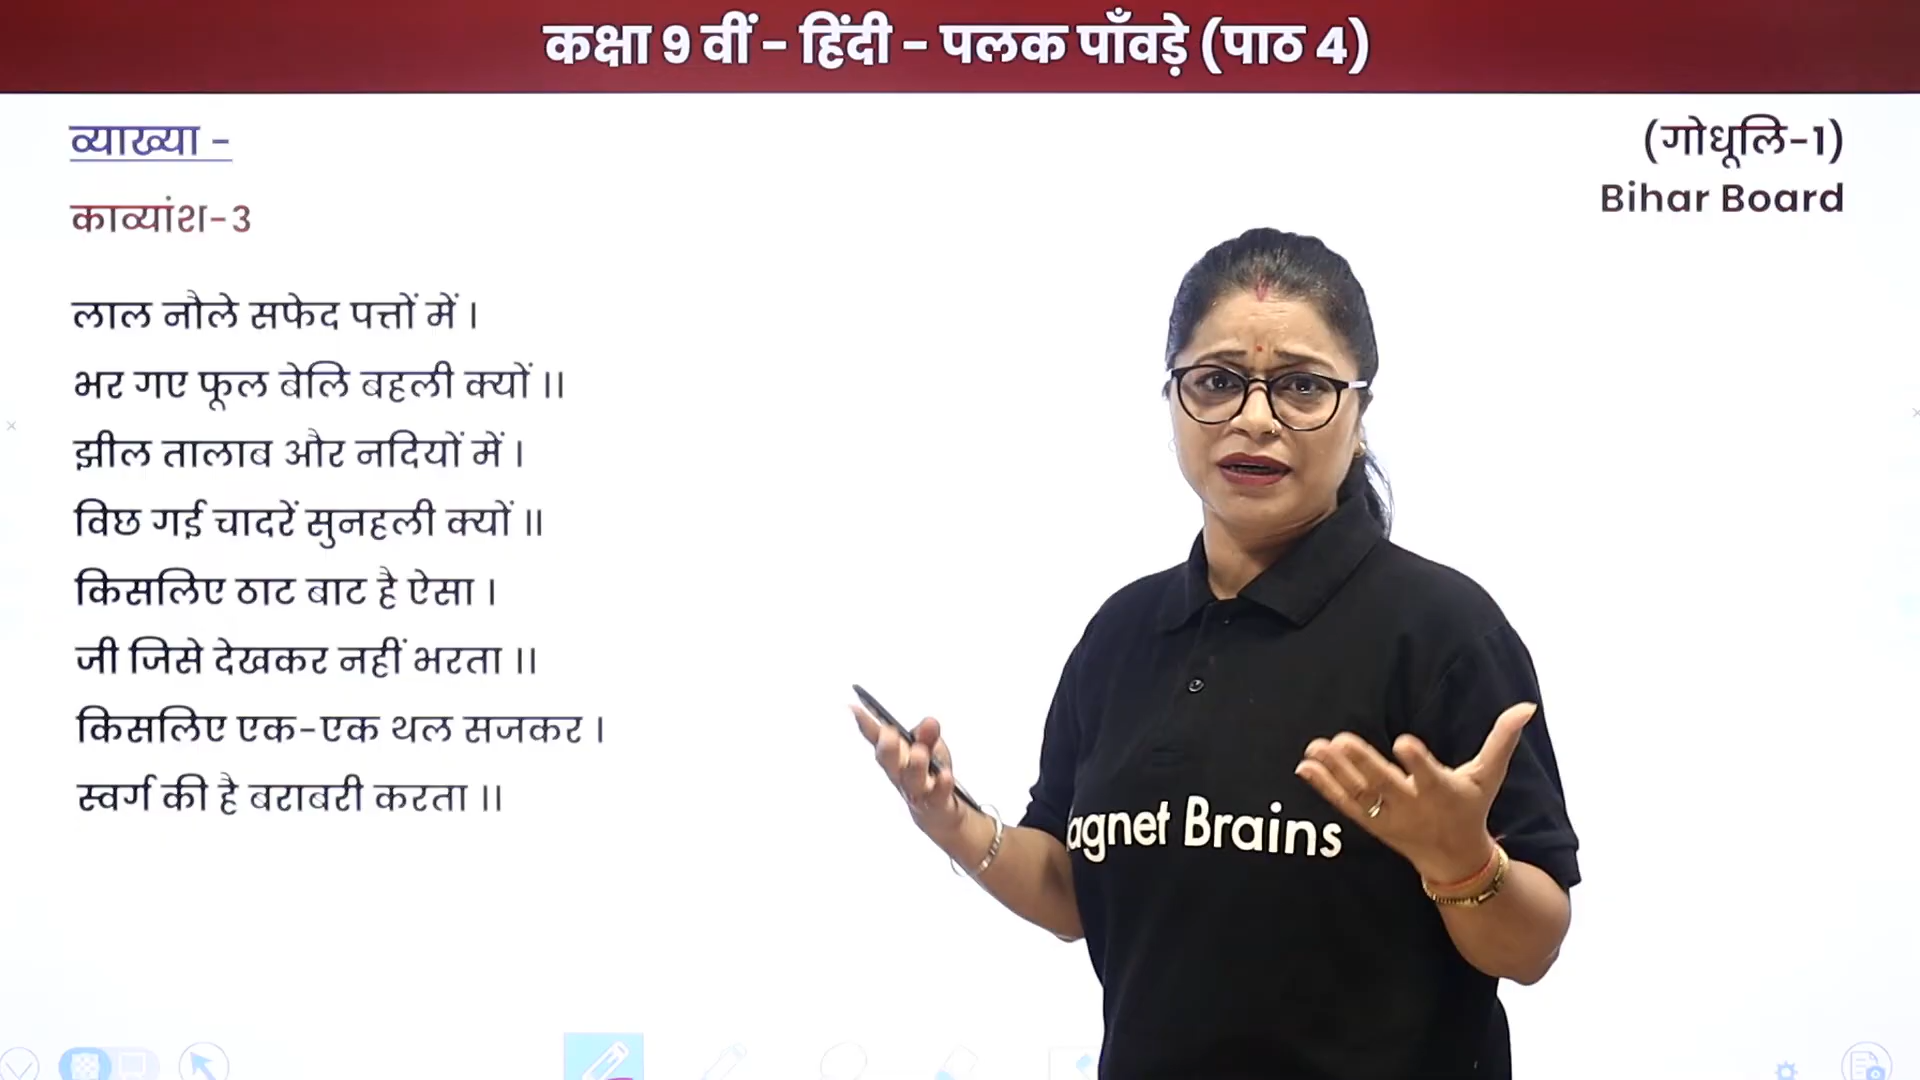 कक्षा 9 वीं - हिंदी - पलक पाँवड़े (पाठ 4)
व्याख्या -
(गोधूलि-1)
Bihar Board
काव्यांश-3
लाल नौले सफेद पत्तों में ।
भर गए फूल बेलि बहली क्यों ।।
झील तालाब और नदियों में ।
विछ गई चादरें सुनहली क्यों ॥
किसलिए ठाट बाट है ऐसा ।
जी जिसे देखकर नहीं भरता ।।
किसलिए एक-एक थल सजकर ।
स्वर्ग की है बराबरी करता ।।
agnet Brains